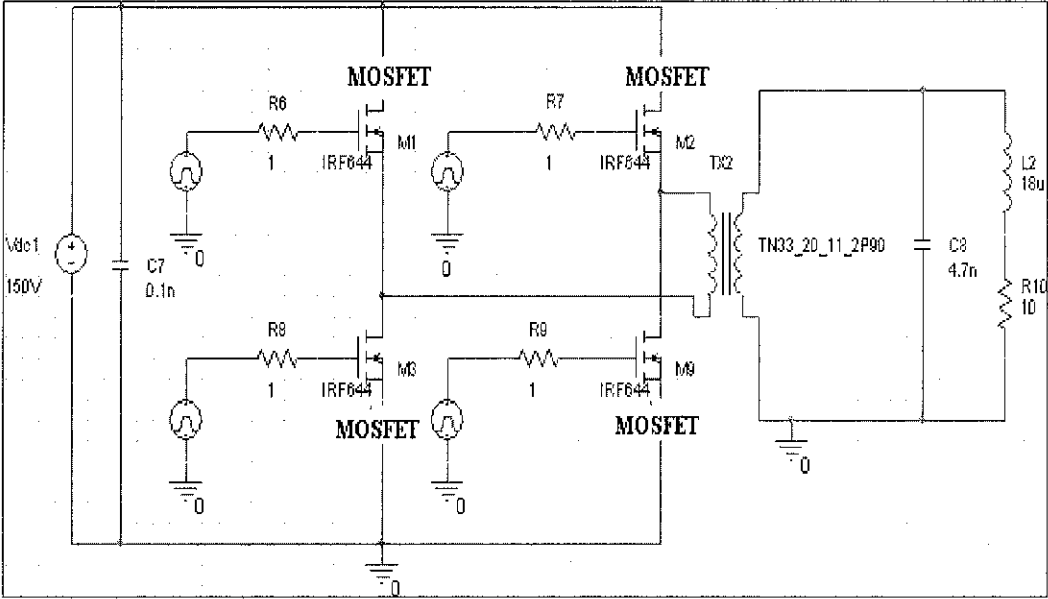 MOSFET
MOSFET
R6
R7
M1
M2
1
IRF644
1
IRF644
TX2
L2
18u
0
0
Vdc1
150V
C7
0.1n
TN33_20_11_2P90
C8
4.7n
R10
10
R8
R9
M3
M9
1
IRF644
1
IRF644
MOSFET
MOSFET
0
0
0
0